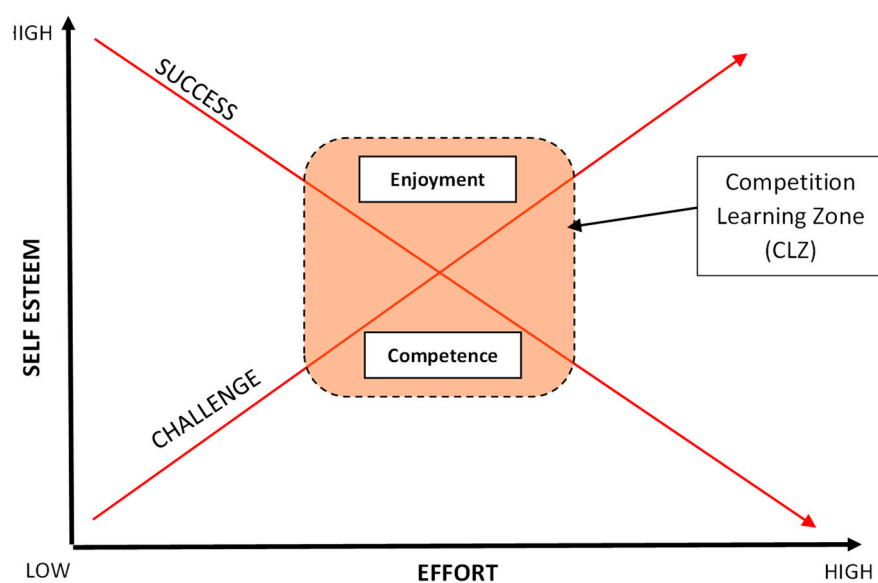 HIGH
SUCCESS
Enjoyment
Competition
Learning Zone
(CLZ)
SELF ESTEEM
Competence
CHALLENGE
LOW
EFFORT
HIGH